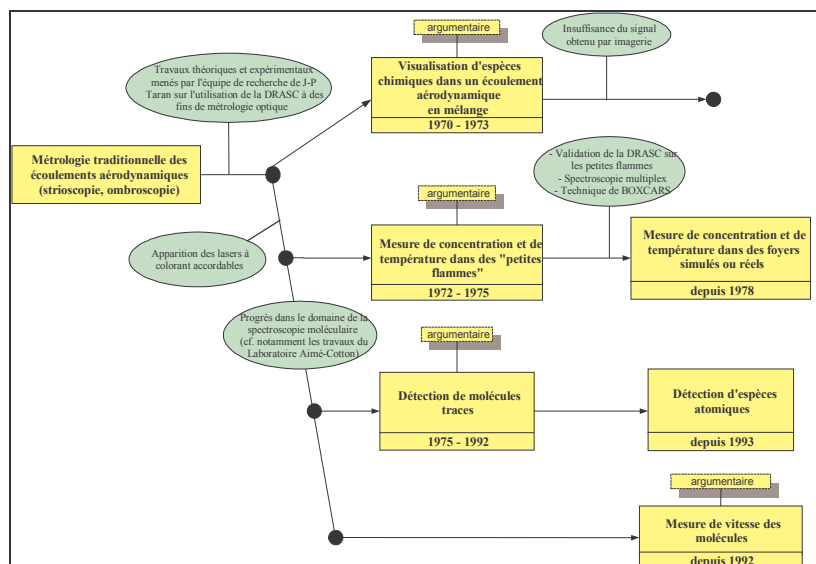 argumentaire
Insuffisance du signal
obtenu par imagerie
Travaux théoriques et expérimentaux
menés par l'équipe de recherche de J-P
Taran sur l'utilisation de la DRASC à des
fins de métrologie optique
Visualisation d'espèces
chimiques dans un écoulement
aérodynamique
en mélange
1970 - 1973
Métrologie traditionnelle des
écoulements aérodynamiques
(strioscopie, ombroscopie)
- Validation de la DRASC sur
les petites flammes
- Spectroscopie multiplex
- Technique de BOXCARS
argumentaire
Apparition des lasers à
colorant accordables
Mesure de concentration et de
température dans des "petites
flammes"
1972 - 1975
Mesure de concentration et de
température dans des foyers
simulés ou réels
depuis 1978
Progrès dans le domaine de la
spectroscopie moléculaire
(cf. notamment les travaux du
Laboratoire Aimé-Cotton)
argumentaire
Détection de molécules
traces
1975 - 1992
Détection d'espèces
atomiques
depuis 1993
argumentaire
Mesure de vitesse des
molécules
depuis 1992